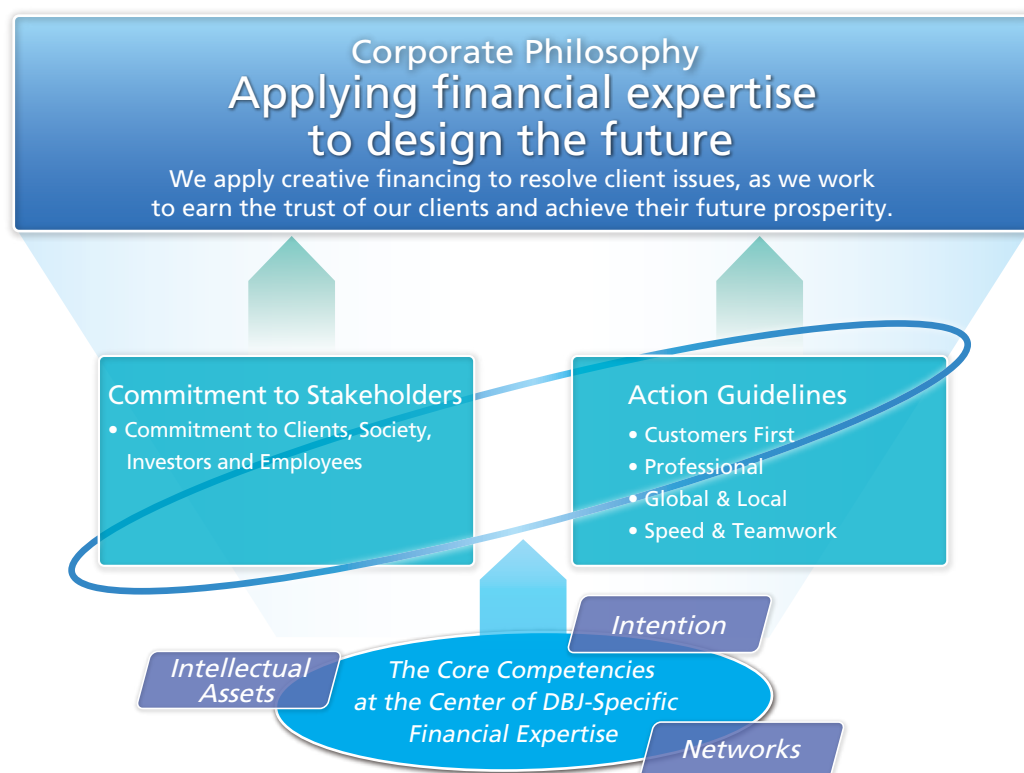 Corporate Philosophy
Applying financial expertise
to design the future
We apply creative financing to resolve client issues, as we work
to earn the trust of our clients and achieve their future prosperity.
Commitment to Stakeholders
• Commitment to Clients, Society,
Investors and Employees
Action Guidelines
• Customers First
• Professional
• Global & Local
• Speed & Teamwork
Intention
Intellectual
Assets
The Core Competencies
at the Center of DBJ-Specific
Financial Expertise
Networks